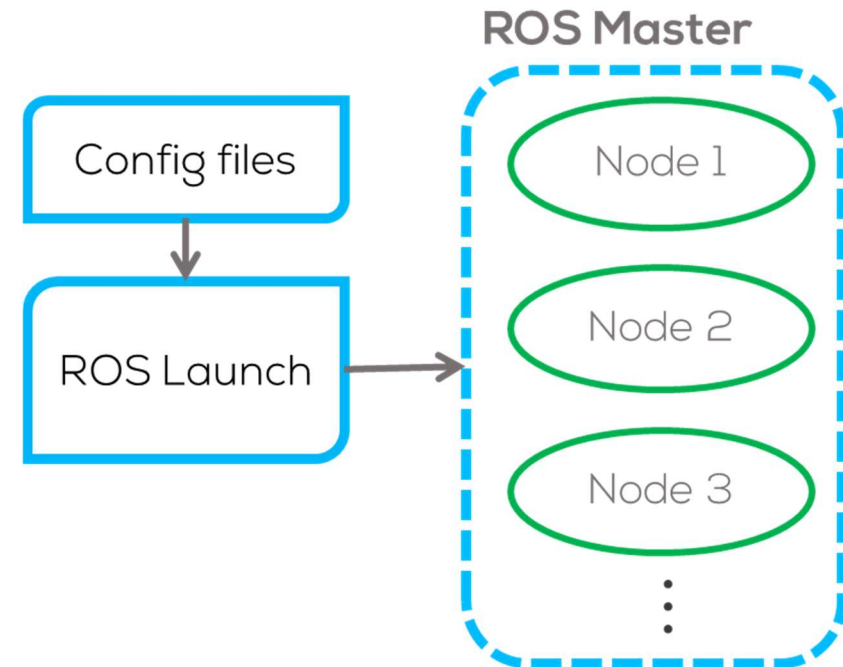 ROS Master
Config files
ROS Launch
Node 1
Node 2
Node 3